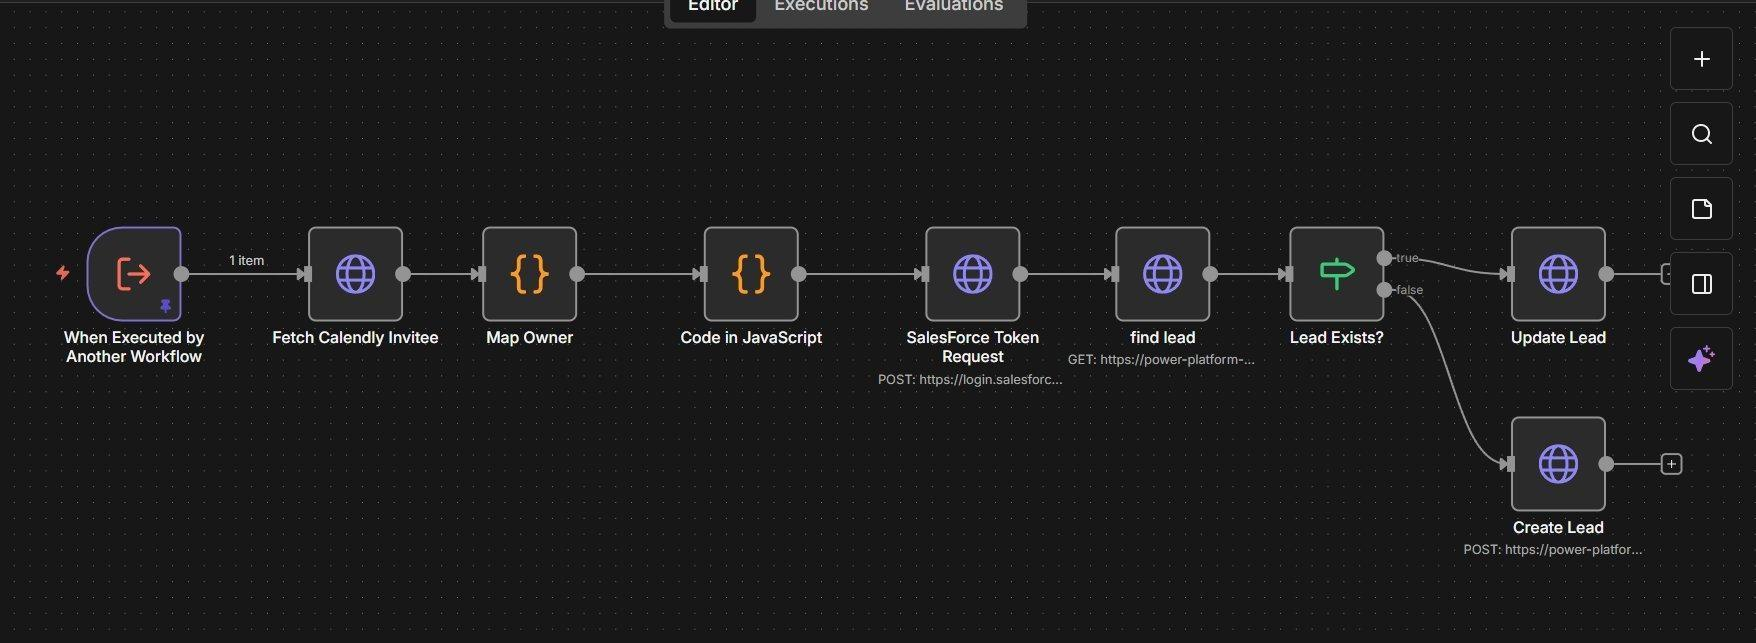 Editor Executions Evaluations
1 item
true
false
When Executed by
Another Workflow
Fetch Calendly Invitee
Map Owner
Code in JavaScript
SalesForce Token
Request
POST: https://login.salesforc...
find lead
GET: https://power-platform-...
Lead Exists?
Update Lead
Create Lead
POST: https://power-platfor...